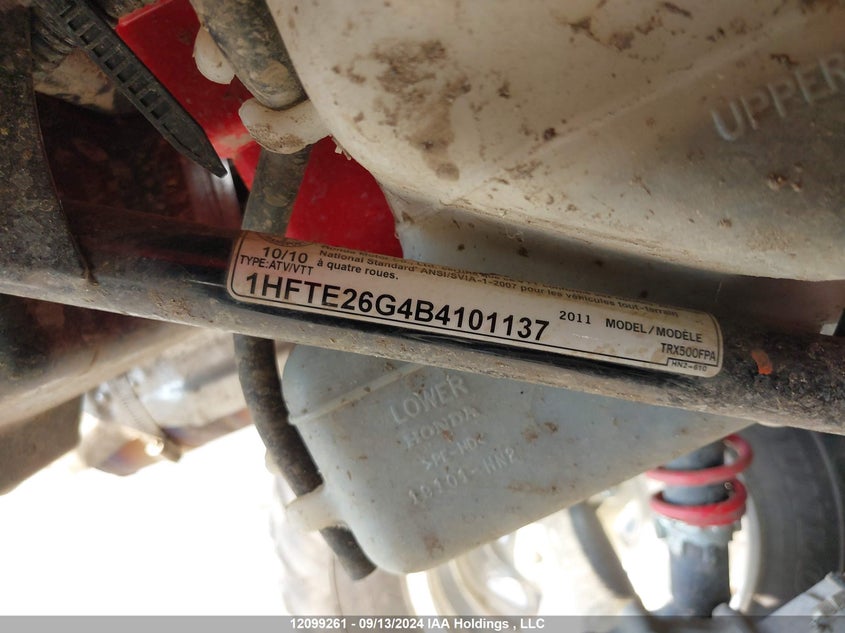 UPPER
National Standard ANSI/SVIA-1-2007 pour les véhicules tout-terrain
10/10 à quatre roues.
TYPE:ATV/VTT
1HFTE26G4B4101137 2011 MODEL/MODÈLE
TRX500FPA
HN2-610
LOWER
HONDA
12099261 - 09/13/2024 IAA Holdings , LLC